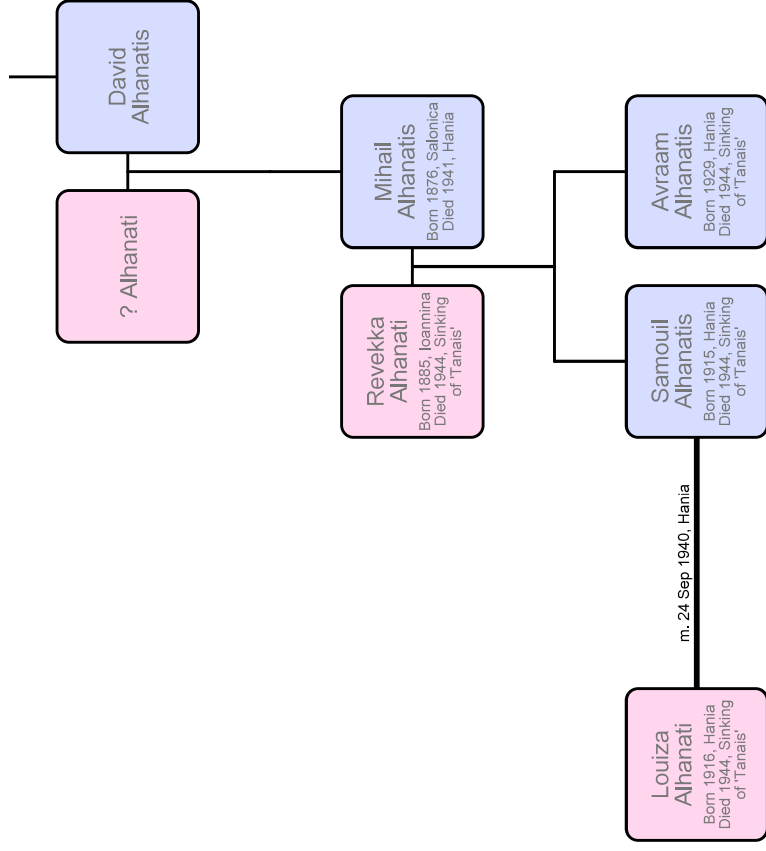 David
Alhanatis
? Alhanati
Mihail
Alhanatis
Born 1876, Salonica
Died 1941, Hania
Revekka
Alhanati
Born 1885, Ioannina
Died 1944, Sinking
of 'Tanais'
Avraam
Alhanatis
Born 1929, Hania
Died 1944, Sinking
of 'Tanais'
Samouil
Alhanatis
Born 1915, Hania
Died 1944, Sinking
of 'Tanais'
m. 24 Sep 1940, Hania
Louiza
Alhanati
Born 1916, Hania
Died 1944, Sinking
of 'Tanais'